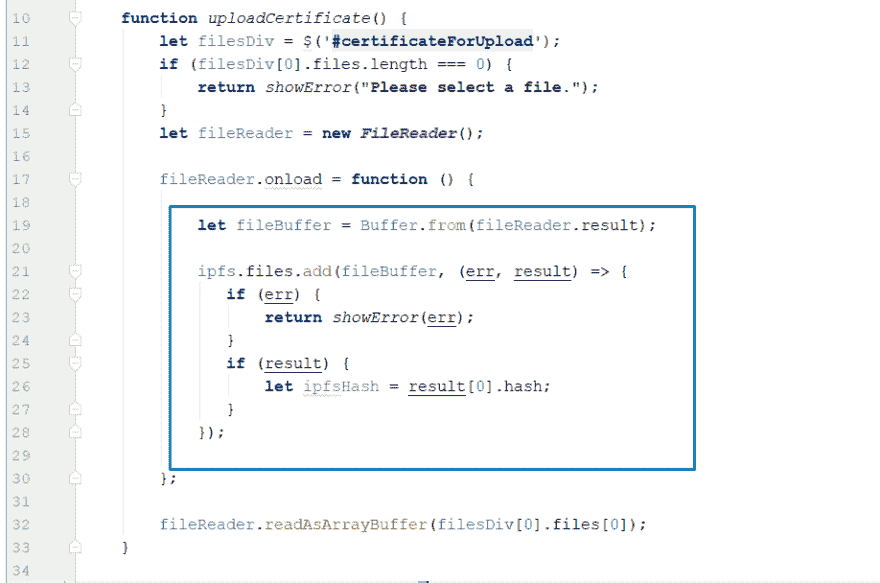 10 function uploadCertificate() {
11 let filesDiv = $('#certificateForUpload');
12 if (filesDiv[0].files.length === 0) {
13 return showError("Please select a file.");
14 }
15 let fileReader = new FileReader();
16
17 fileReader.onload = function () {
18
19 let fileBuffer = Buffer.from(fileReader.result);
20
21 ipfs.files.add(fileBuffer, (err, result) => {
22 if (err) {
23 return showError(err);
24 }
25 if (result) {
26 let ipfsHash = result[0].hash;
27 }
28 });
29
30 };
31
32 fileReader.readAsArrayBuffer(filesDiv[0].files[0]);
33 }
34